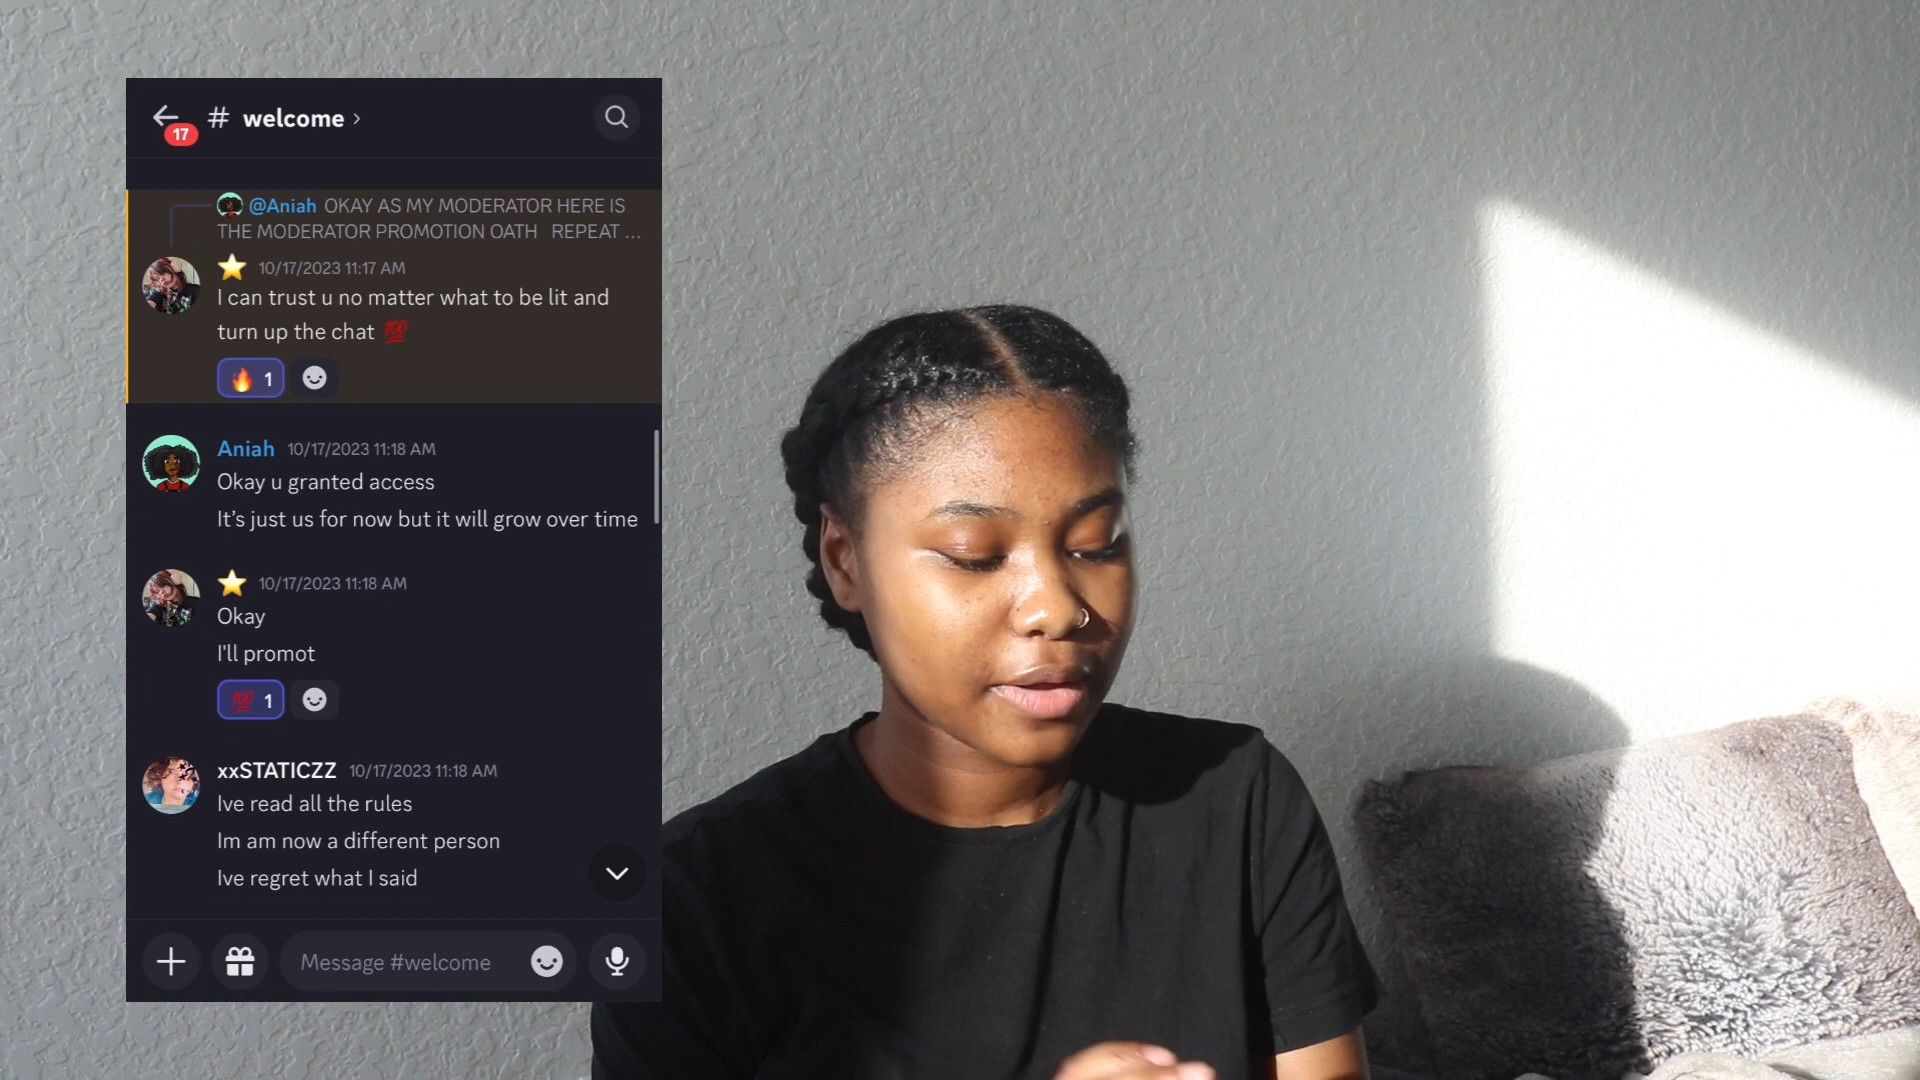 17
# welcome ›
@Aniah OKAY AS MY MODERATOR HERE IS
THE MODERATOR PROMOTION OATH REPEAT ...
⭐ 10/17/2023 11:17 AM
I can trust u no matter what to be lit and
turn up the chat 💯
🔥 1
Aniah 10/17/2023 11:18 AM
Okay u granted access
It's just us for now but it will grow over time
⭐ 10/17/2023 11:18 AM
Okay
I'll promot
💯 1
xxSTATICZZ 10/17/2023 11:18 AM
Ive read all the rules
Im am now a different person
Ive regret what I said
Message #welcome